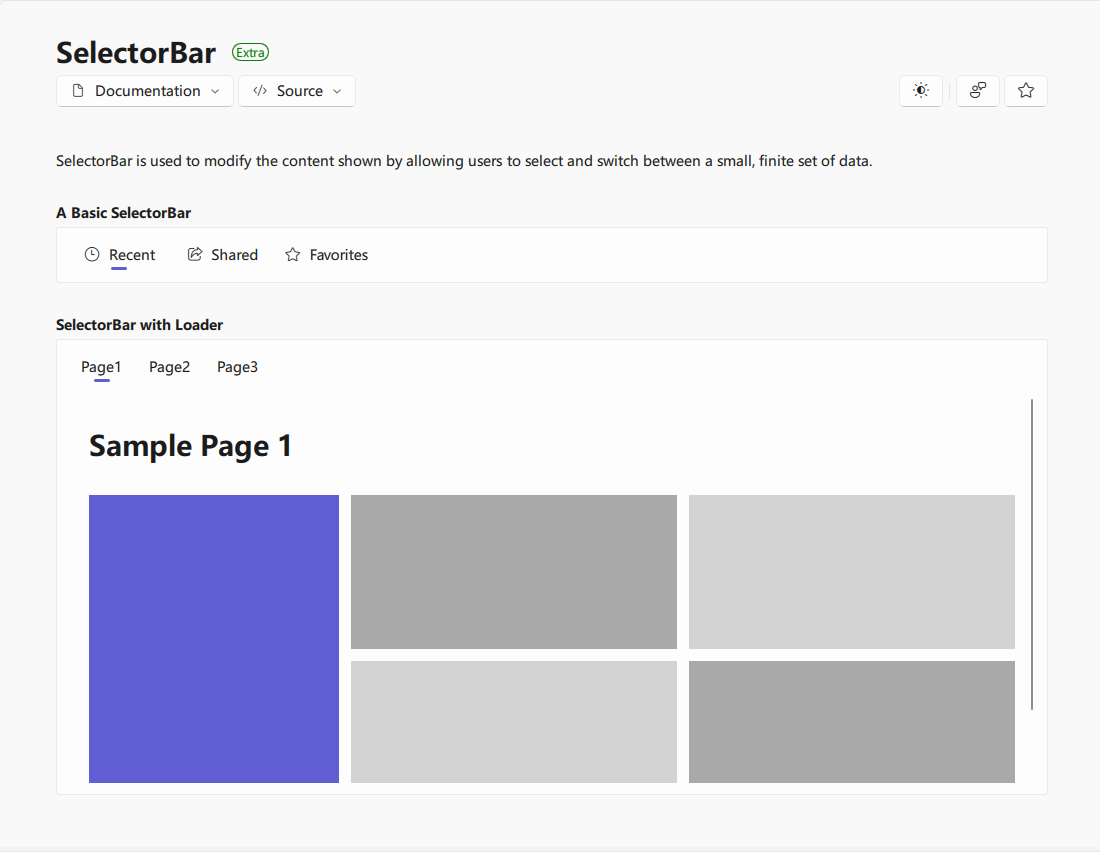 SelectorBar Extra
Documentation Source
SelectorBar is used to modify the content shown by allowing users to select and switch between a small, finite set of data.
A Basic SelectorBar
Recent Shared Favorites
SelectorBar with Loader
Page1 Page2 Page3
Sample Page 1